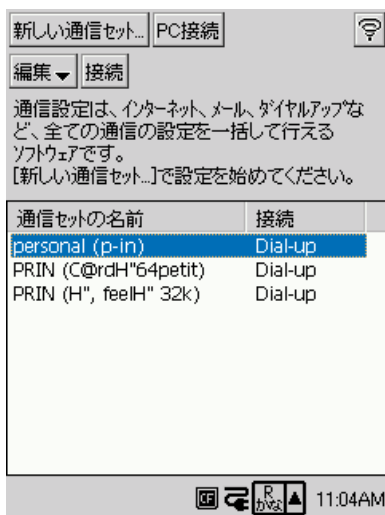 新しい通信セット... PC接続
編集 接続
通信設定は、インターネット、メール、ダイヤルアップな
ど、全ての通信の設定を一括して行える
ソフトウェアです。
[新しい通信セット...]で設定を始めてください。
通信セットの名前 接続
personal (p-in) Dial-up
PRIN (C@rdH"64petit) Dial-up
PRIN (H", feelH" 32k) Dial-up
CF R かな 11:04AM